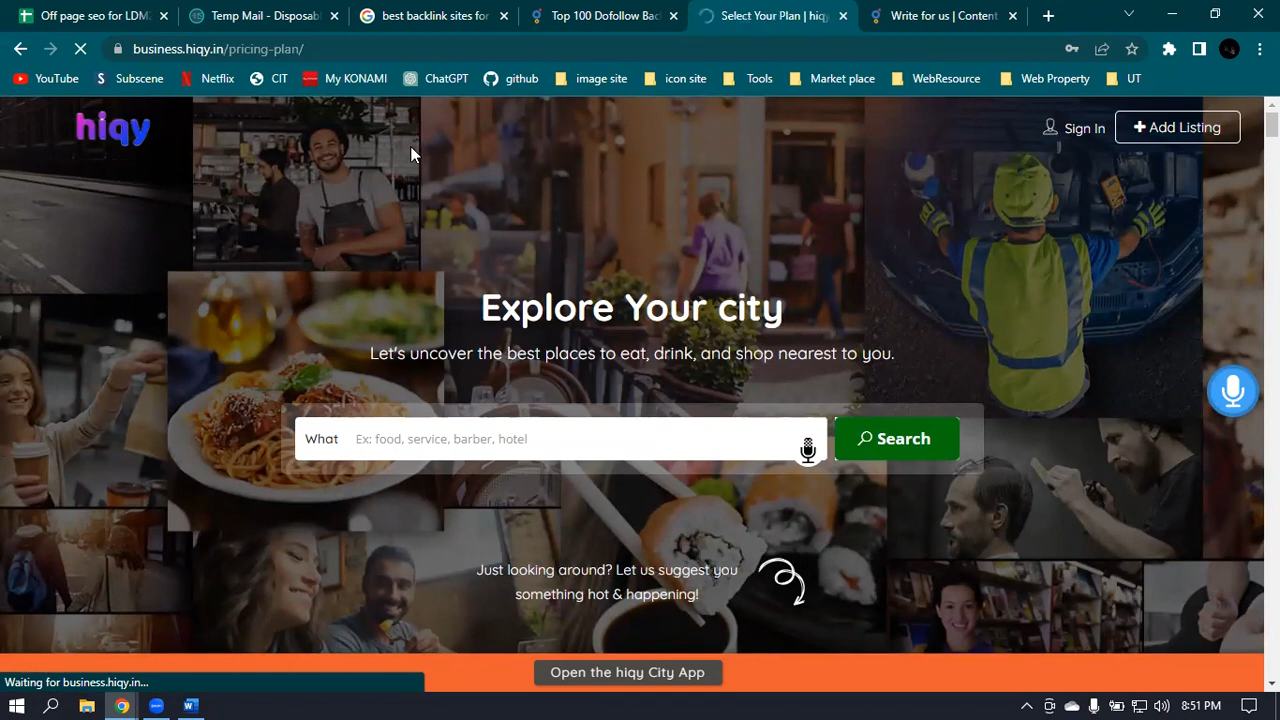 Off page seo for LDM
Temp Mail - Disposab
best backlink sites for
Top 100 Dofollow Bac
Select Your Plan | hiqy
Write for us | Content
business.hiqy.in/pricing-plan/
YouTube
Subscene
Netflix
CIT
My KONAMI
ChatGPT
github
image site
icon site
Tools
Market place
WebResource
Web Property
UT
hiqy
Sign In
+ Add Listing
Explore Your city
Let's uncover the best places to eat, drink, and shop nearest to you.
What Ex: food, service, barber, hotel
Search
Just looking around? Let us suggest you
something hot & happening!
Open the hiqy City App
Waiting for business.hiqy.in...
8:51 PM